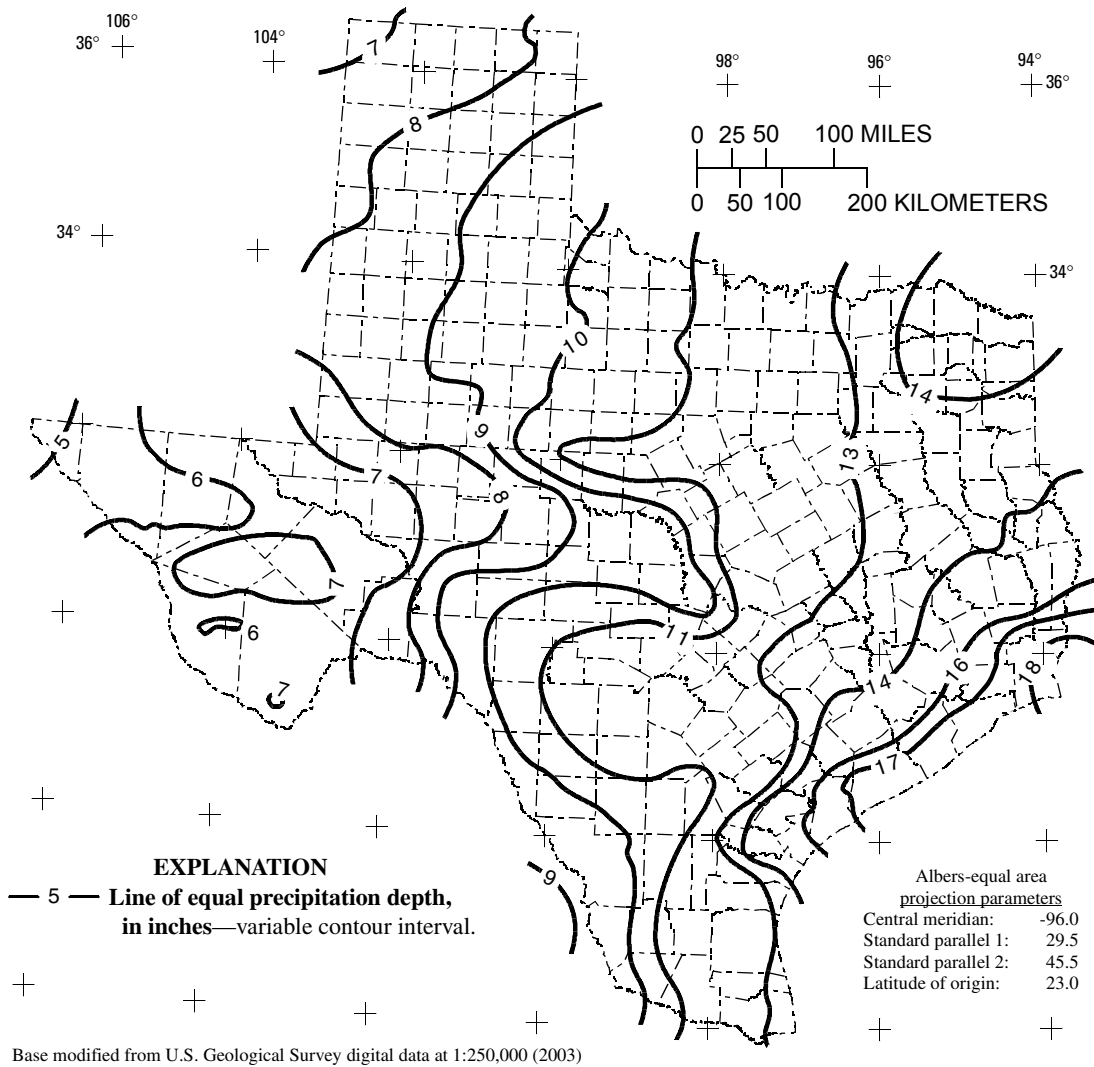 106°
36°
104°
98°
96°
94°
36°
7
8
0 25 50 100 MILES
0 50 100 200 KILOMETERS
34°
34°
10
14
9
5
13
6
7
8
7
11
6
16
18
14
7
17
9
EXPLANATION
5 Line of equal precipitation depth,
in inches—variable contour interval.
Albers-equal area
projection parameters
Central meridian: -96.0
Standard parallel 1: 29.5
Standard parallel 2: 45.5
Latitude of origin: 23.0
Base modified from U.S. Geological Survey digital data at 1:250,000 (2003)